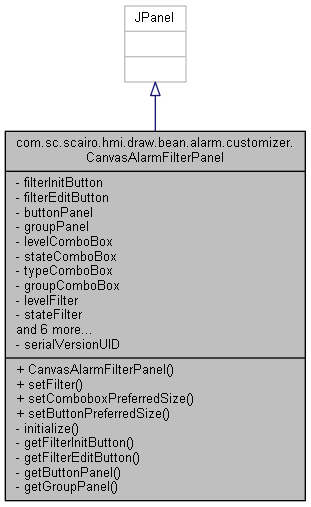 JPanel
com.sc.scairo.hmi.draw.bean.alarm.customizer.
CanvasAlarmFilterPanel
- filterInitButton
- filterEditButton
- buttonPanel
- groupPanel
- levelComboBox
- stateComboBox
- typeComboBox
- groupComboBox
- levelFilter
- stateFilter
and 6 more...
- serialVersionUID
+ CanvasAlarmFilterPanel()
+ setFilter()
+ setComboboxPreferredSize()
+ setButtonPreferredSize()
- initialize()
- getFilterInitButton()
- getFilterEditButton()
- getButtonPanel()
- getGroupPanel()